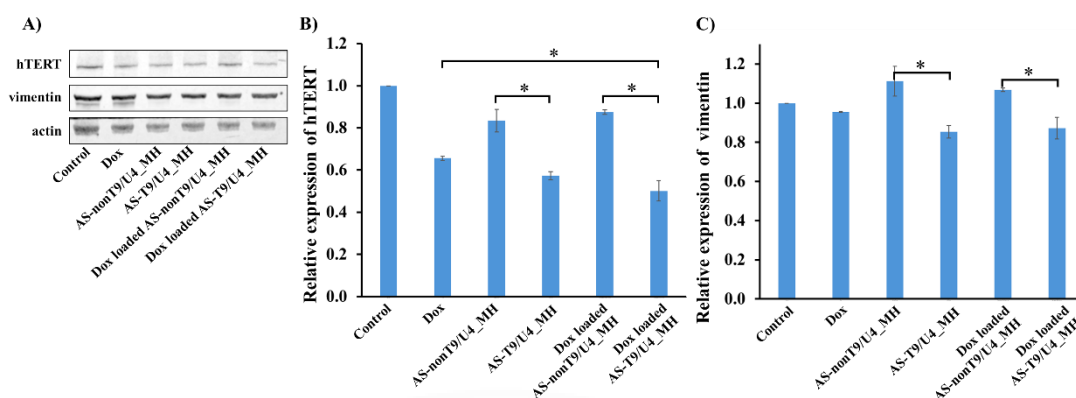 A)
hTERT
vimentin
actin
Control
Dox
AS-nonT9/U4_MH
AS-T9/U4_MH
Dox loaded AS-nonT9/U4_MH
Dox loaded AS-T9/U4_MH
B)
Relative expression of hTERT
1.2
1.0
0.8
0.6
0.4
0.2
0.0
*
*
*
Control
Dox
AS-nonT9/U4_MH
AS-T9/U4_MH
Dox loaded
AS-nonT9/U4_MH
Dox loaded
AS-T9/U4_MH
C)
Relative expression of vimentin
1.2
1.0
0.8
0.6
0.4
0.2
0.0
*
*
Control
Dox
AS-nonT9/U4_MH
AS-T9/U4_MH
Dox loaded
AS-nonT9/U4_MH
Dox loaded
AS-T9/U4_MH